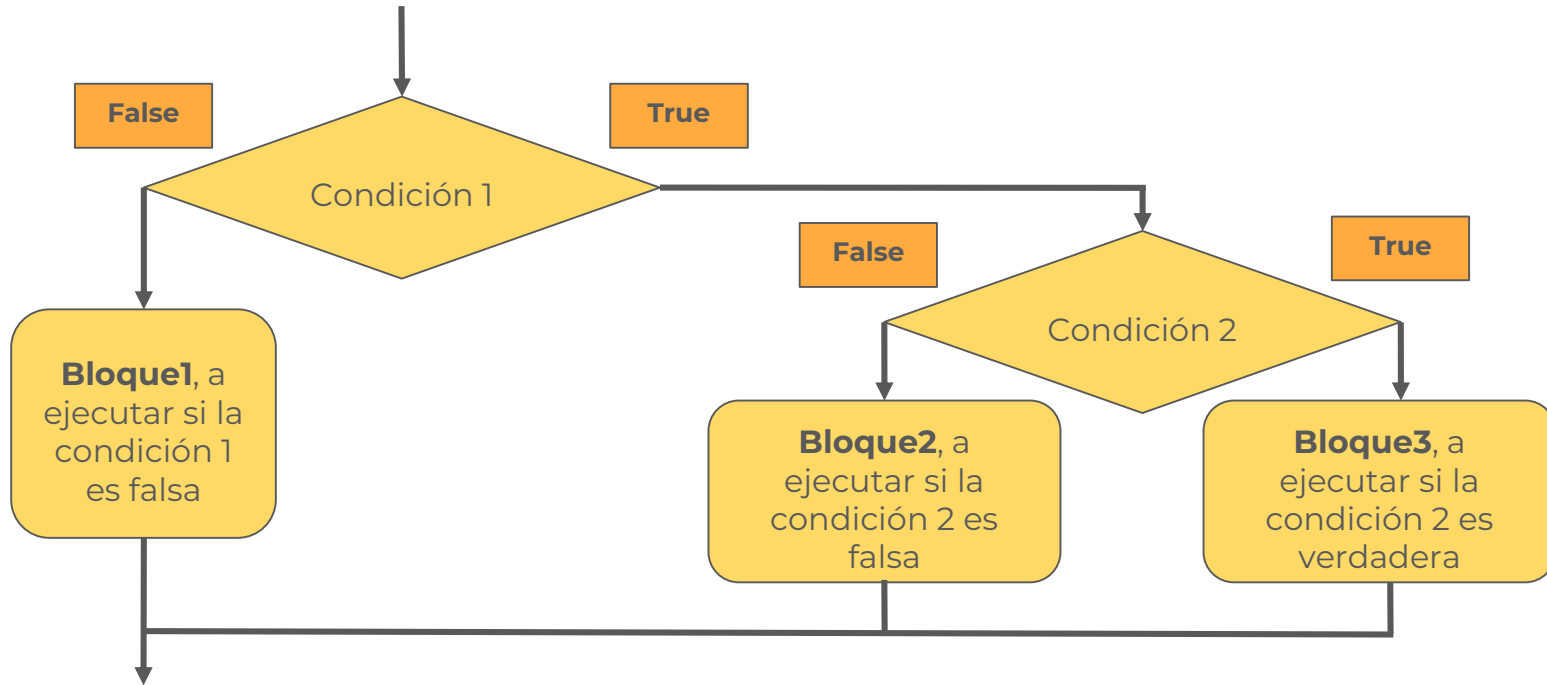 False
True
Condición 1
False
True
Condición 2
Bloque1, a
ejecutar si la
condición 1
es falsa
Bloque2, a
ejecutar si la
condición 2 es
falsa
Bloque3, a
ejecutar si la
condición 2 es
verdadera